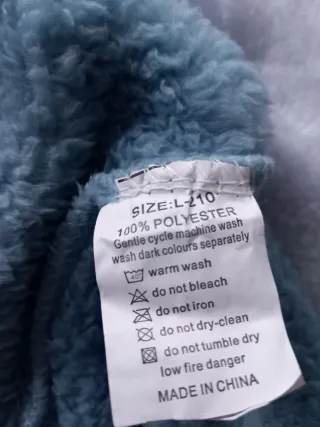 SIZE:L-210
100% POLYESTER
Gentle cycle machine wash
wash dark colours separately
40° warm wash
do not bleach
do not iron
do not dry-clean
do not tumble dry
low fire danger
MADE IN CHINA